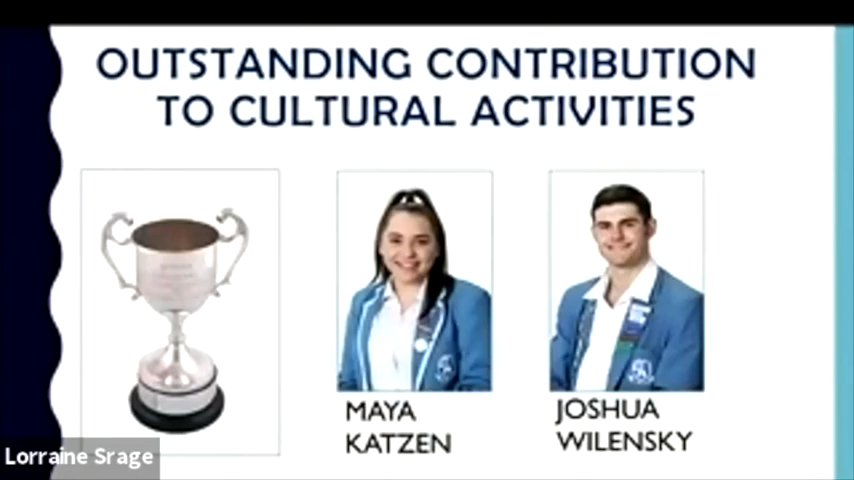 OUTSTANDING CONTRIBUTION
TO CULTURAL ACTIVITIES
MAYA
KATZEN
JOSHUA
WILENSKY
Lorraine Srage